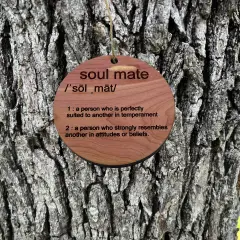 soul mate
/ˈsōl ˌmāt/
1 : a person who is perfectly
suited to another in temperament
2 : a person who strongly resembles
another in attitudes or beliefs.